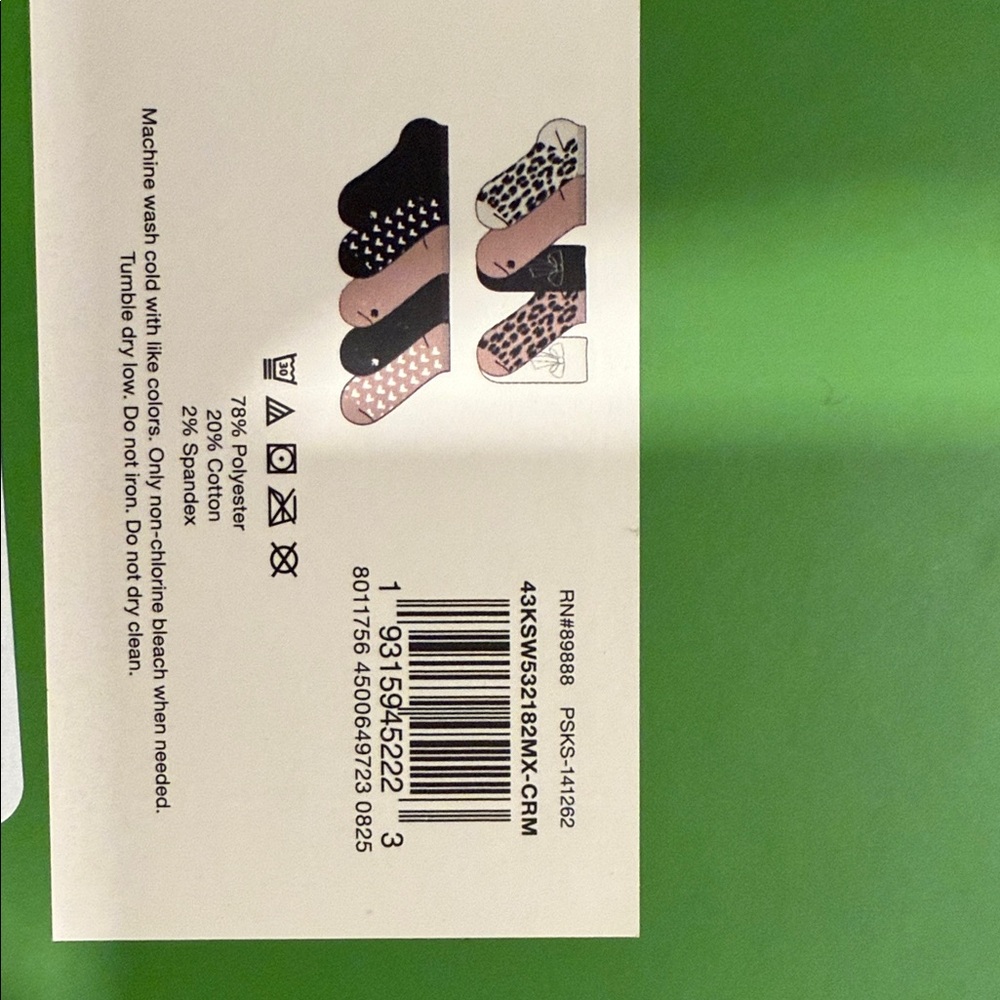 RN#89888 PSKS-141262
43KSW532182MX-CRM
1 93159 45222 3
8011756 4500649723 0825
30
78% Polyester
20% Cotton
2% Spandex
Machine wash cold with like colors. Only non-chlorine bleach when needed.
Tumble dry low. Do not iron. Do not dry clean.